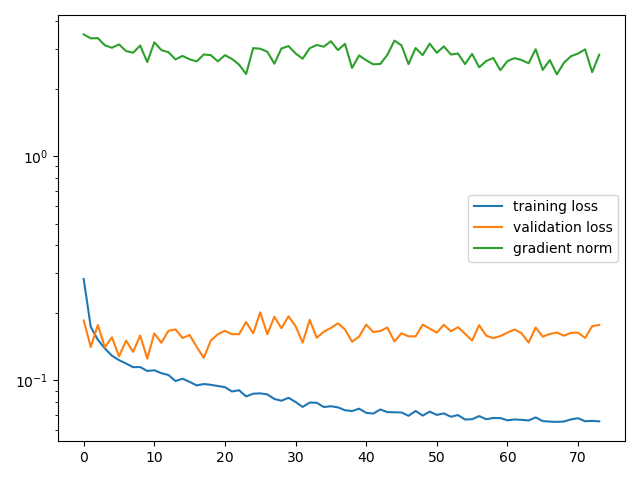 10⁰
10⁻¹
training loss
validation loss
gradient norm
0 10 20 30 40 50 60 70